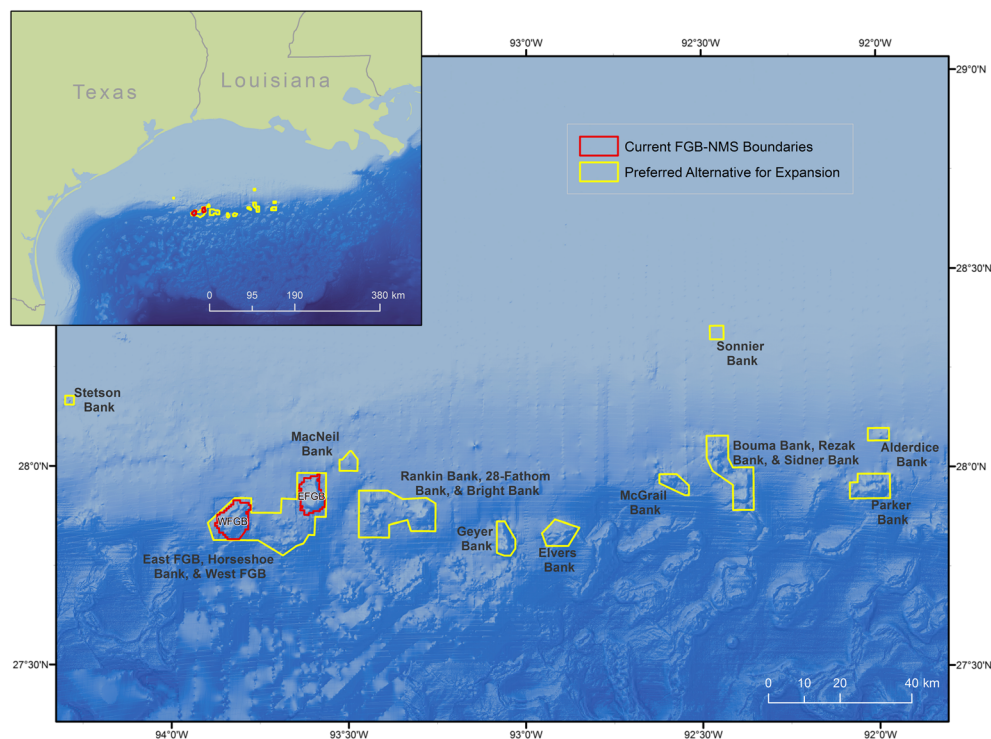 Texas
Louisiana
0 95 190 380 km
93°0'W 92°30'W 92°0'W
29°0'N
Current FGB-NMS Boundaries
Preferred Alternative for Expansion
28°30'N
Sonnier
Bank
Stetson
Bank
MacNeil
Bank
Bouma Bank, Rezak
Bank, & Sidner Bank
Alderdice
Bank
28°0'N
28°0'N
Rankin Bank, 28-Fathom
Bank, & Bright Bank
McGrail
Bank
Parker
Bank
EFGB
WFGB
Geyer
Bank
Elvers
Bank
East FGB, Horseshoe
Bank, & West FGB
27°30'N
27°30'N
0 10 20 40 km
94°0'W 93°30'W 93°0'W 92°30'W 92°0'W